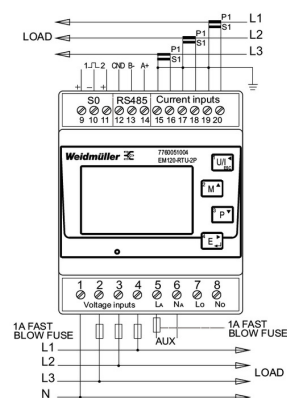 P1 L1
S1
LOAD P1 L2
S1
P1 L3
S1
1 2 GND B- A+
+ - +
S0 RS485 Current inputs
9 10 11 12 13 14 15 16 17 18 19 20
Weidmüller 7760051004
EM120-RTU-2P
U/I ESC
M
P
E
1 2 3 4 5 6 7 8
Voltage inputs LA NA Lo No
1A FAST
BLOW FUSE
AUX
1A FAST
BLOW FUSE
L1
L2
L3
N
LOAD